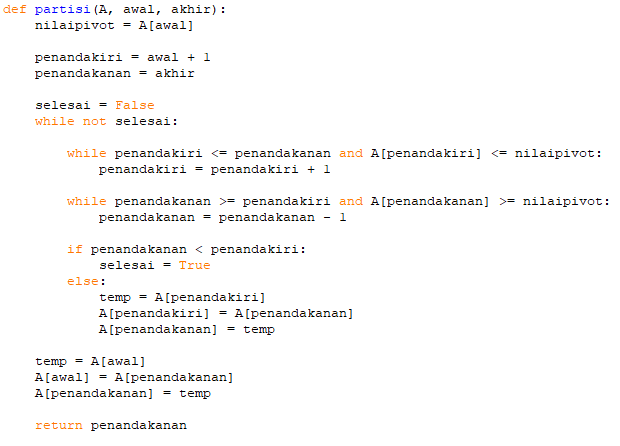 def partisi(A, awal, akhir):
    nilaipivot = A[awal]

    penandakiri = awal + 1
    penandakanan = akhir

    selesai = False
    while not selesai:

        while penandakiri <= penandakanan and A[penandakiri] <= nilaipivot:
            penandakiri = penandakiri + 1

        while penandakanan >= penandakiri and A[penandakanan] >= nilaipivot:
            penandakanan = penandakanan - 1

        if penandakanan < penandakiri:
            selesai = True
        else:
            temp = A[penandakiri]
            A[penandakiri] = A[penandakanan]
            A[penandakanan] = temp

    temp = A[awal]
    A[awal] = A[penandakanan]
    A[penandakanan] = temp

    return penandakanan